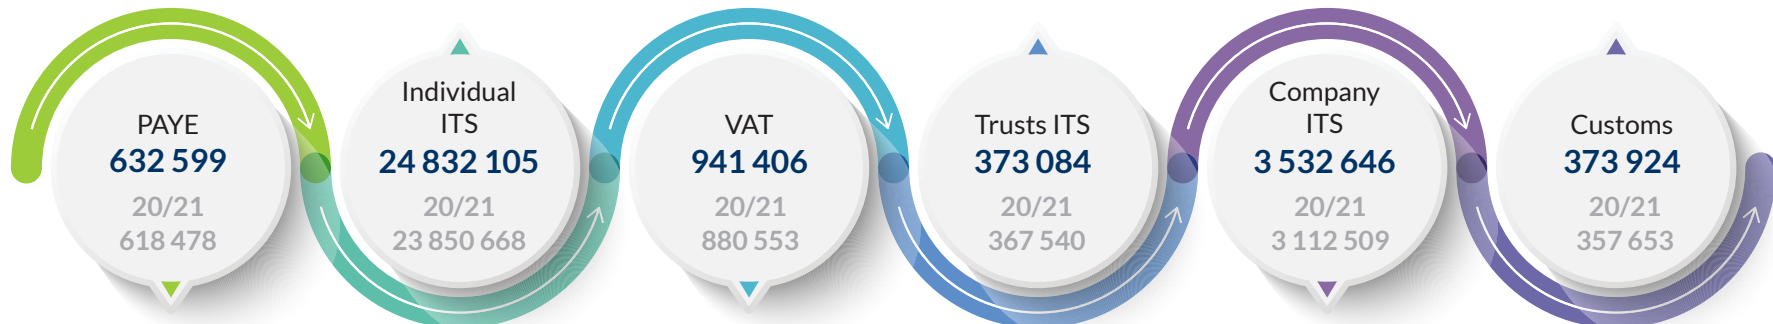 PAYE
632 599
20/21
618 478
Individual
ITS
24 832 105
20/21
23 850 668
VAT
941 406
20/21
880 553
Trusts ITS
373 084
20/21
367 540
Company
ITS
3 532 646
20/21
3 112 509
Customs
373 924
20/21
357 653